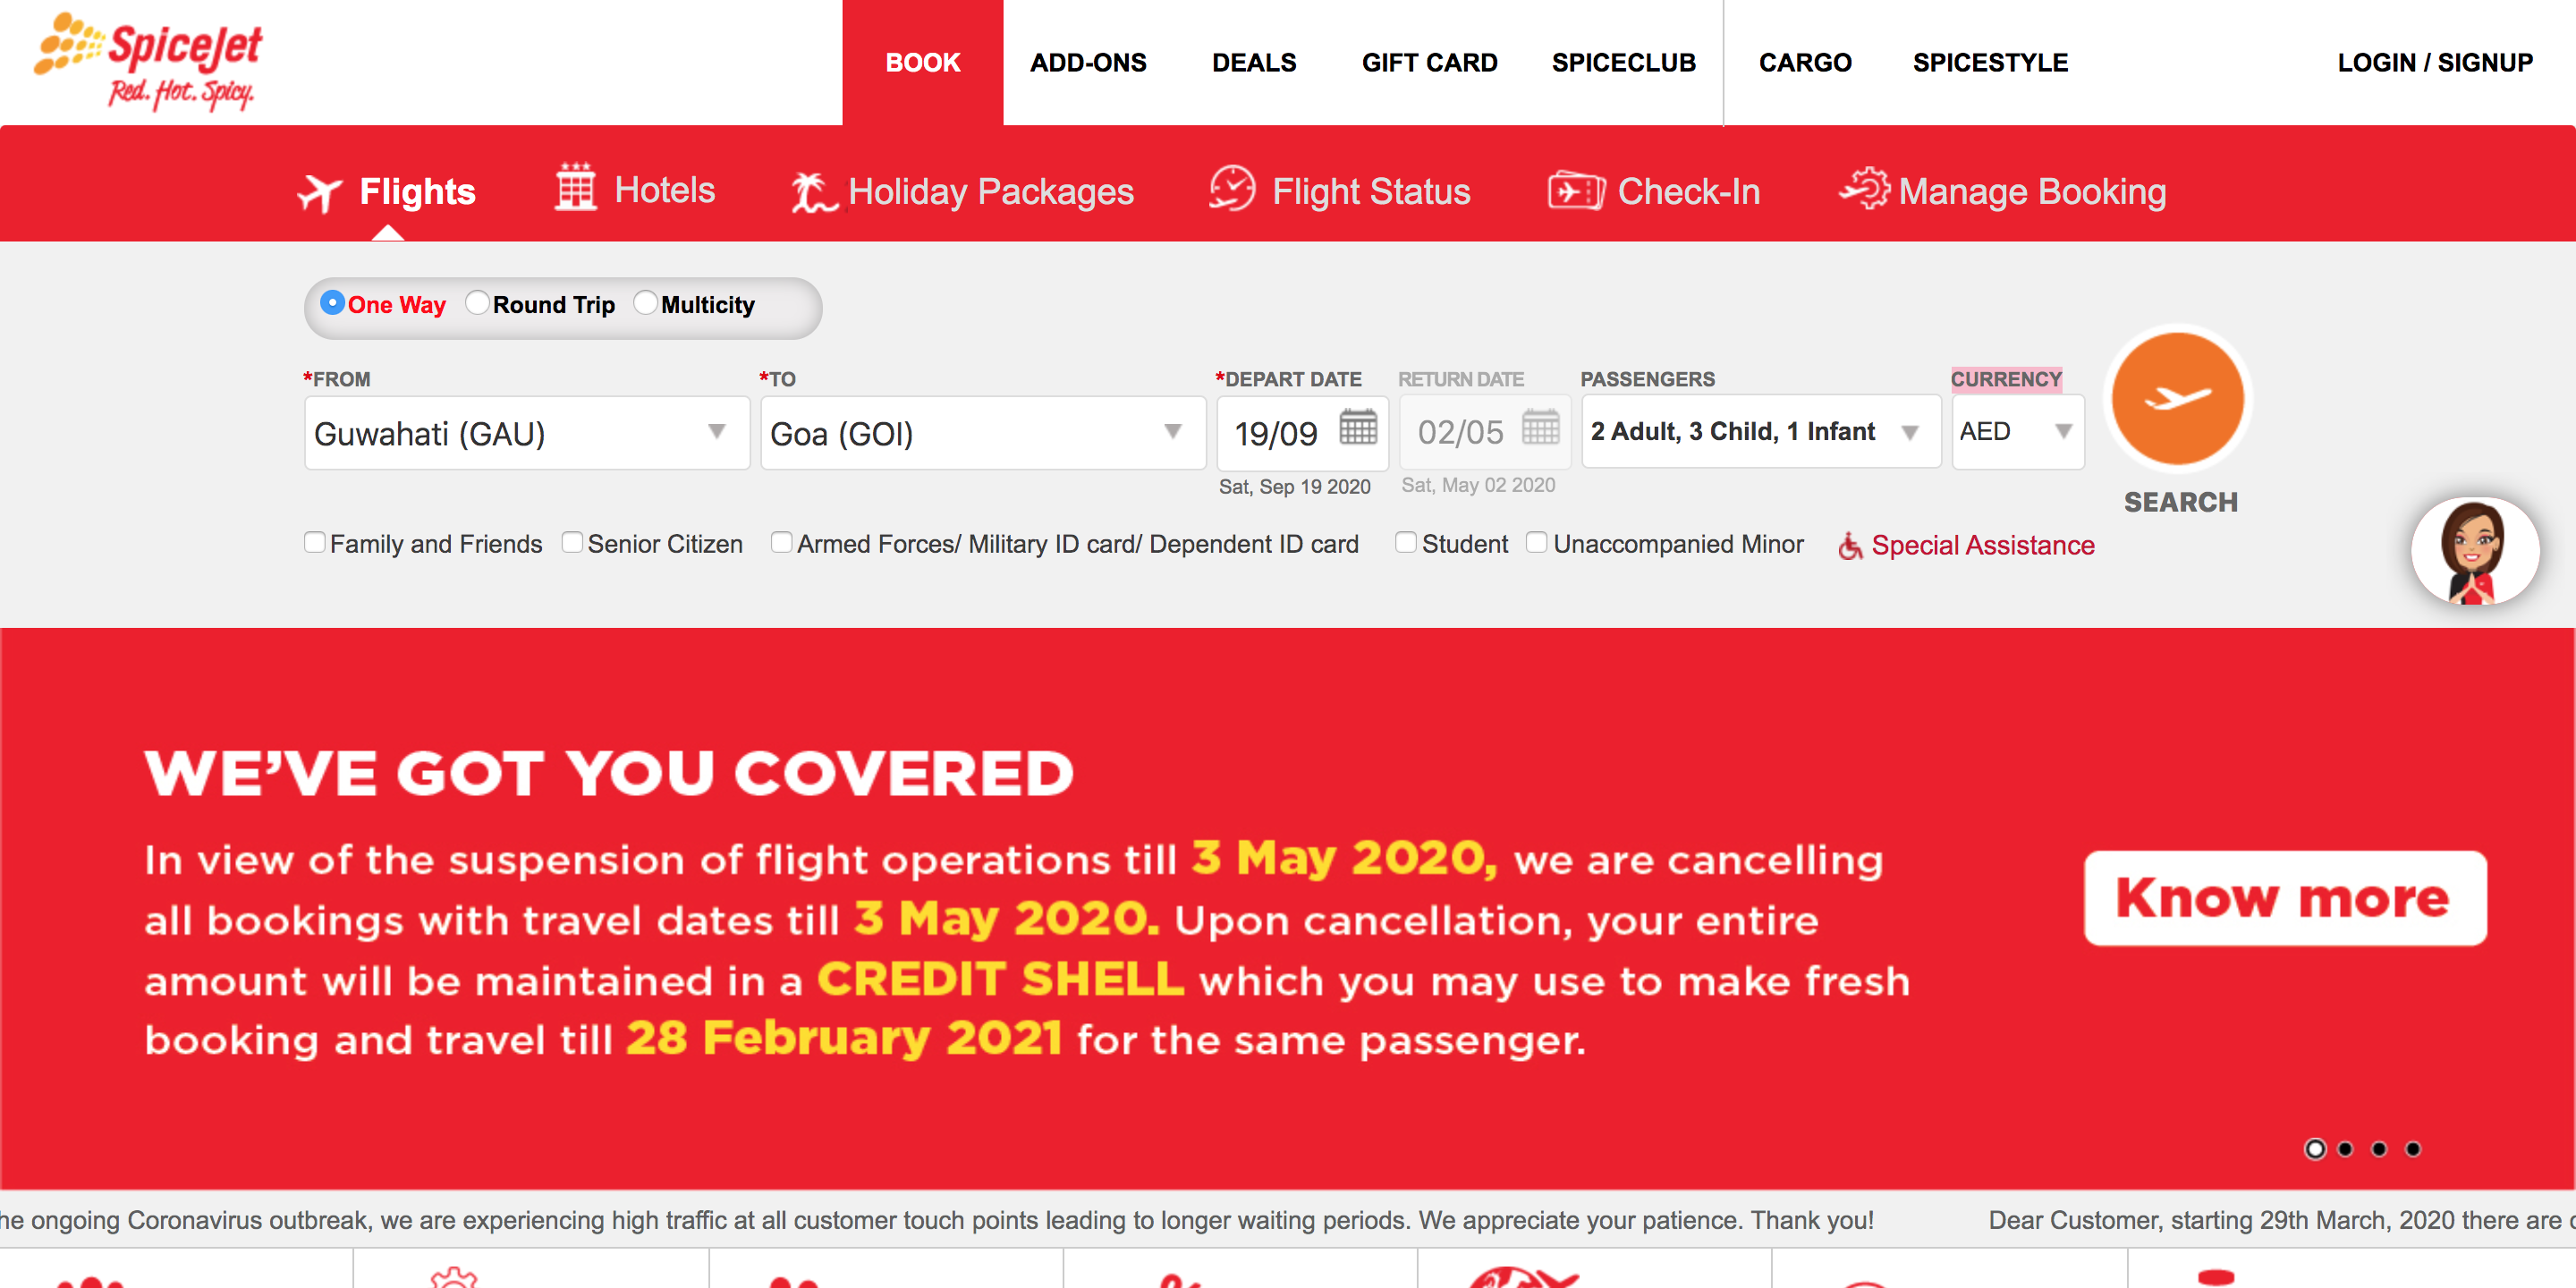 SpiceJet
Red. Hot. Spicy.
BOOK ADD-ONS DEALS GIFT CARD SPICECLUB CARGO SPICESTYLE LOGIN / SIGNUP
Flights Hotels Holiday Packages Flight Status Check-In Manage Booking
One Way Round Trip Multicity
*FROM *TO *DEPART DATE RETURN DATE PASSENGERS CURRENCY
Guwahati (GAU) Goa (GOI) 19/09 02/05 2 Adult, 3 Child, 1 Infant AED
Sat, Sep 19 2020 Sat, May 02 2020
SEARCH
Family and Friends Senior Citizen Armed Forces/ Military ID card/ Dependent ID card Student Unaccompanied Minor Special Assistance
WE'VE GOT YOU COVERED
In view of the suspension of flight operations till 3 May 2020, we are cancelling
all bookings with travel dates till 3 May 2020. Upon cancellation, your entire
amount will be maintained in a CREDIT SHELL which you may use to make fresh
booking and travel till 28 February 2021 for the same passenger.
Know more
he ongoing Coronavirus outbreak, we are experiencing high traffic at all customer touch points leading to longer waiting periods. We appreciate your patience. Thank you! Dear Customer, starting 29th March, 2020 there are